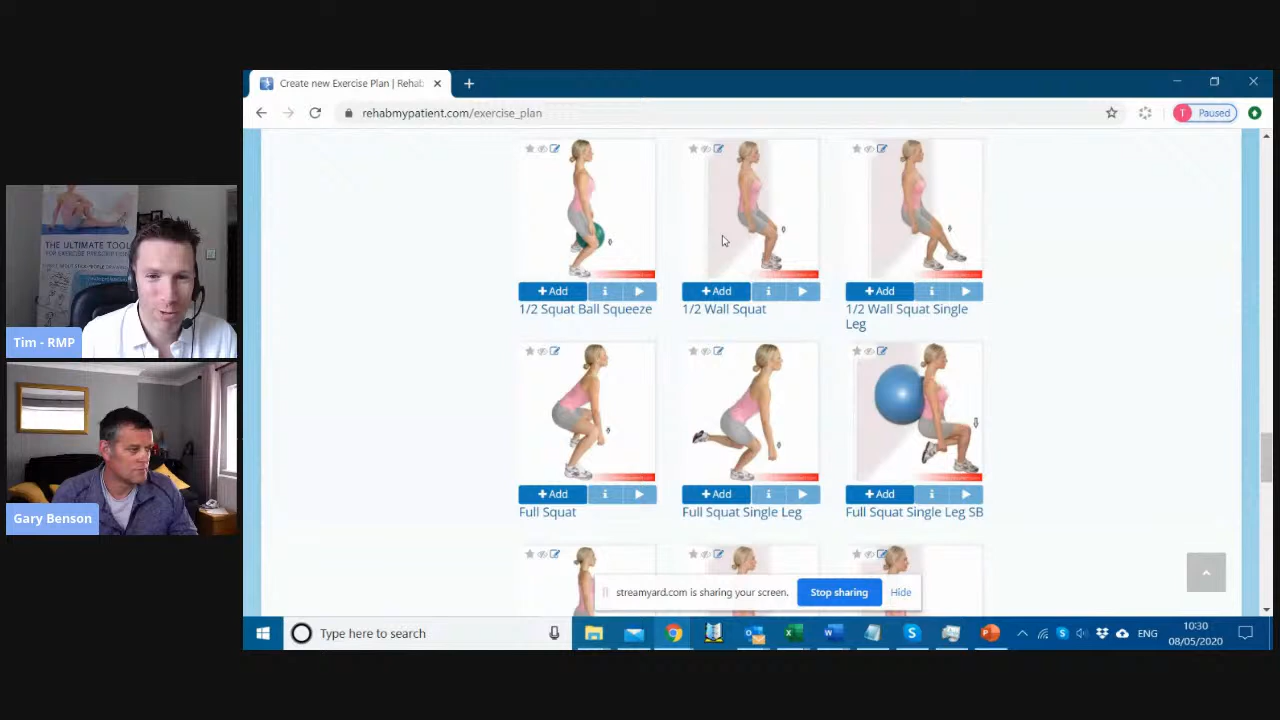 Create new Exercise Plan | Rehab
rehabmypatient.com/exercise_plan
T Paused
THE ULTIMATE TOOL
FOR EXERCISE PRESCRIPTION
Tim - RMP
Gary Benson
+ Add i
1/2 Squat Ball Squeeze
+ Add i
1/2 Wall Squat
+ Add i
1/2 Wall Squat Single
Leg
+ Add i
Full Squat
+ Add i
Full Squat Single Leg
+ Add i
Full Squat Single Leg SB
streamyard.com is sharing your screen.
Stop sharing
Hide
Type here to search
ENG
10:30
08/05/2020